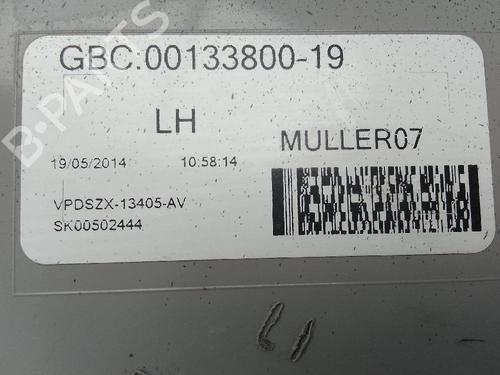 GBC.00133800-19
LH
MULLER07
19/05/2014 10:58:14
VPDSZX-13405-AV
SK00502444
B-PARTS